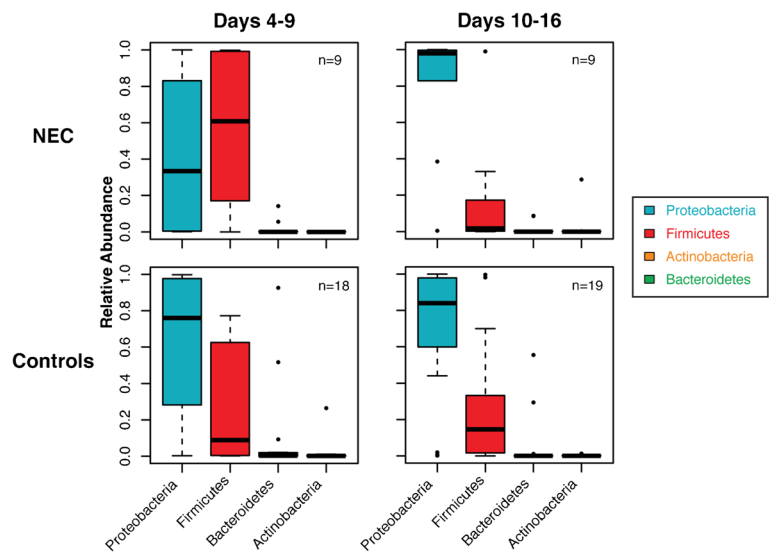 Days 4-9
Days 10-16
NEC
Controls
Relative Abundance
1.0
0.8
0.6
0.4
0.2
0.0
n=9
n=9
1.0
0.8
0.6
0.4
0.2
0.0
n=18
n=19
Proteobacteria
Firmicutes
Bacteroidetes
Actinobacteria
Proteobacteria
Firmicutes
Bacteroidetes
Actinobacteria
Proteobacteria
Firmicutes
Actinobacteria
Bacteroidetes